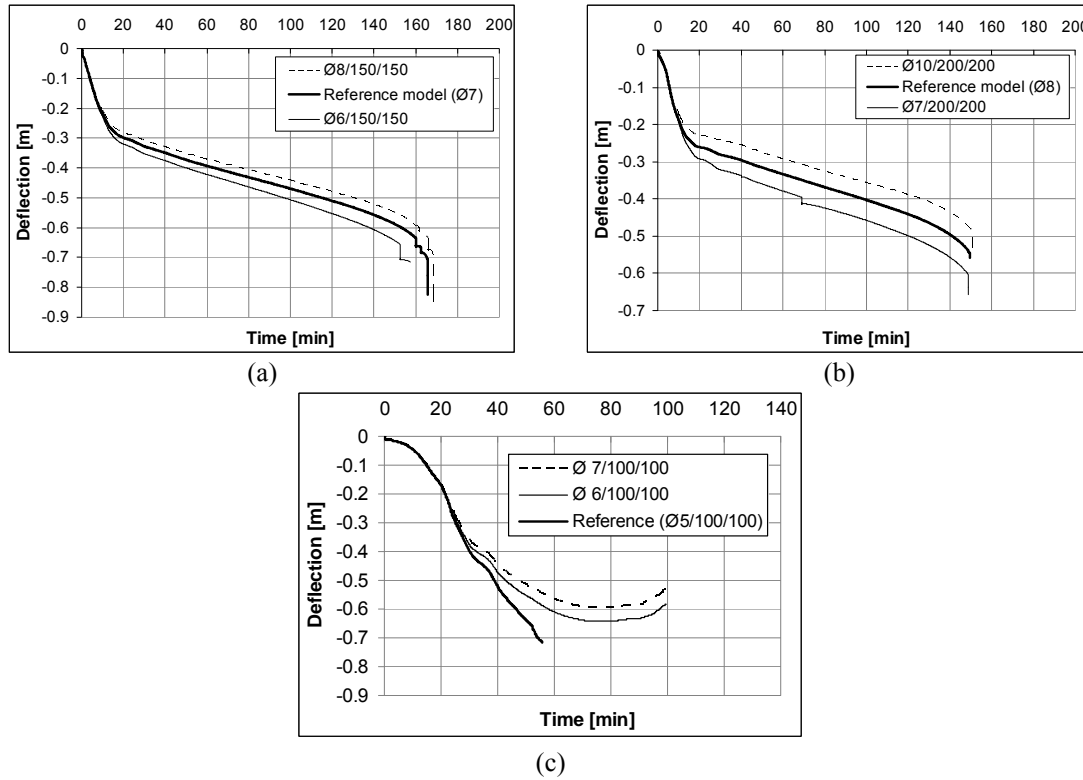 0 20 40 60 80 100 120 140 160 180 200
0
-0.1
-0.2
-0.3
-0.4
-0.5
-0.6
-0.7
-0.8
-0.9
Deflection [m]
Time [min]
Ø8/150/150
Reference model (Ø7)
Ø6/150/150
(a)
0 20 40 60 80 100 120 140 160 180 200
0
-0.1
-0.2
-0.3
-0.4
-0.5
-0.6
-0.7
Deflection [m]
Time [min]
Ø10/200/200
Reference model (Ø8)
Ø7/200/200
(b)
0 20 40 60 80 100 120 140
0
-0.1
-0.2
-0.3
-0.4
-0.5
-0.6
-0.7
-0.8
-0.9
Deflection [m]
Time [min]
Ø 7/100/100
Ø 6/100/100
Reference (Ø5/100/100)
(c)